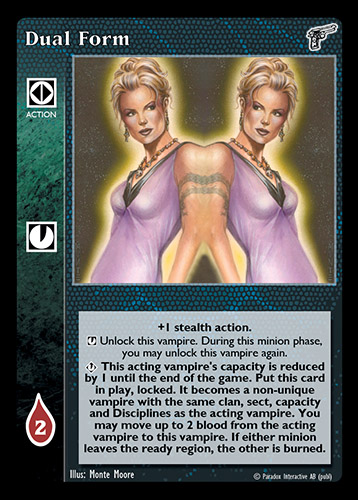 Dual Form
ACTION
+1 stealth action.
Unlock this vampire. During this minion phase,
you may unlock this vampire again.
This acting vampire's capacity is reduced
by 1 until the end of the game. Put this card
in play, locked. It becomes a non-unique
vampire with the same clan, sect, capacity
and Disciplines as the acting vampire. You
may move up to 2 blood from the acting
vampire to this vampire. If either minion
leaves the ready region, the other is burned.
2
Illus: Monte Moore
© Paradox Interactive AB (publ)